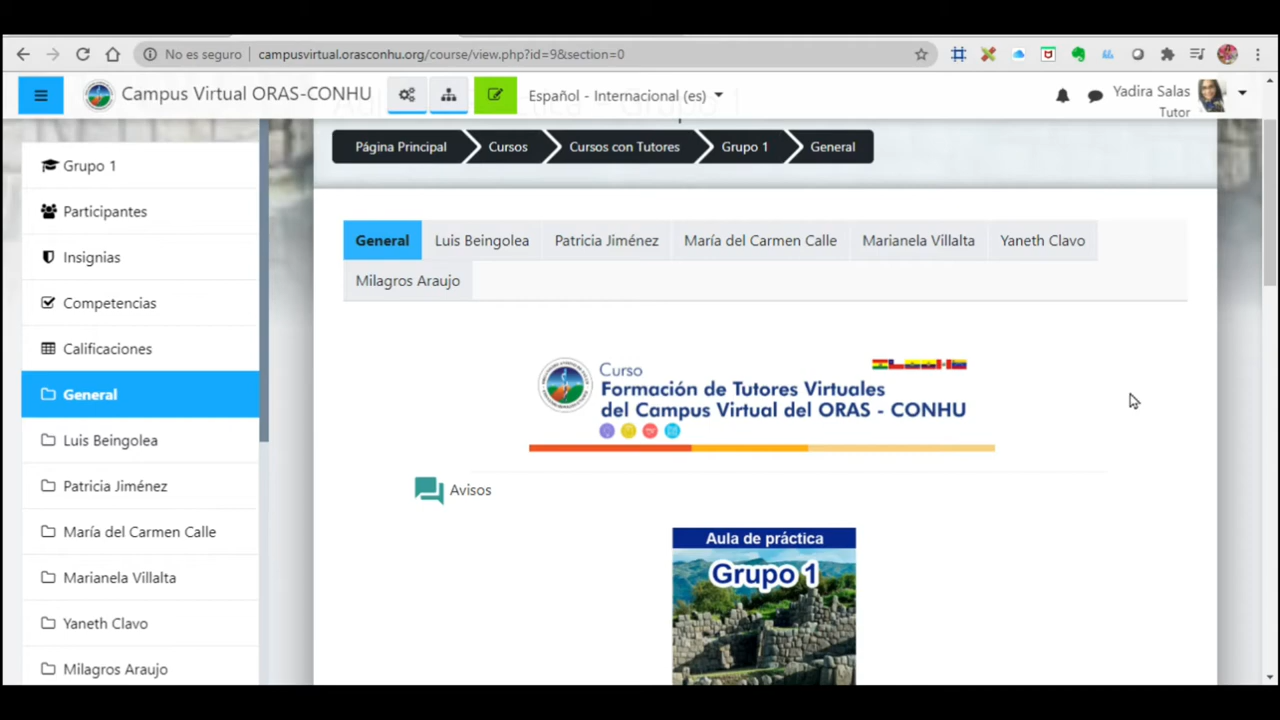 No es seguro
campusvirtual.orasconhu.org/course/view.php?id=9&section=0
Campus Virtual ORAS-CONHU
Español - Internacional (es)
Yadira Salas
Tutor
Página Principal
Cursos
Cursos con Tutores
Grupo 1
General
Grupo 1
Participantes
Insignias
Competencias
Calificaciones
General
Luis Beingolea
Patricia Jiménez
María del Carmen Calle
Marianela Villalta
Yaneth Clavo
Milagros Araujo
General
Luis Beingolea
Patricia Jiménez
María del Carmen Calle
Marianela Villalta
Yaneth Clavo
Milagros Araujo
Curso
Formación de Tutores Virtuales
del Campus Virtual del ORAS - CONHU
Avisos
Aula de práctica
Grupo 1